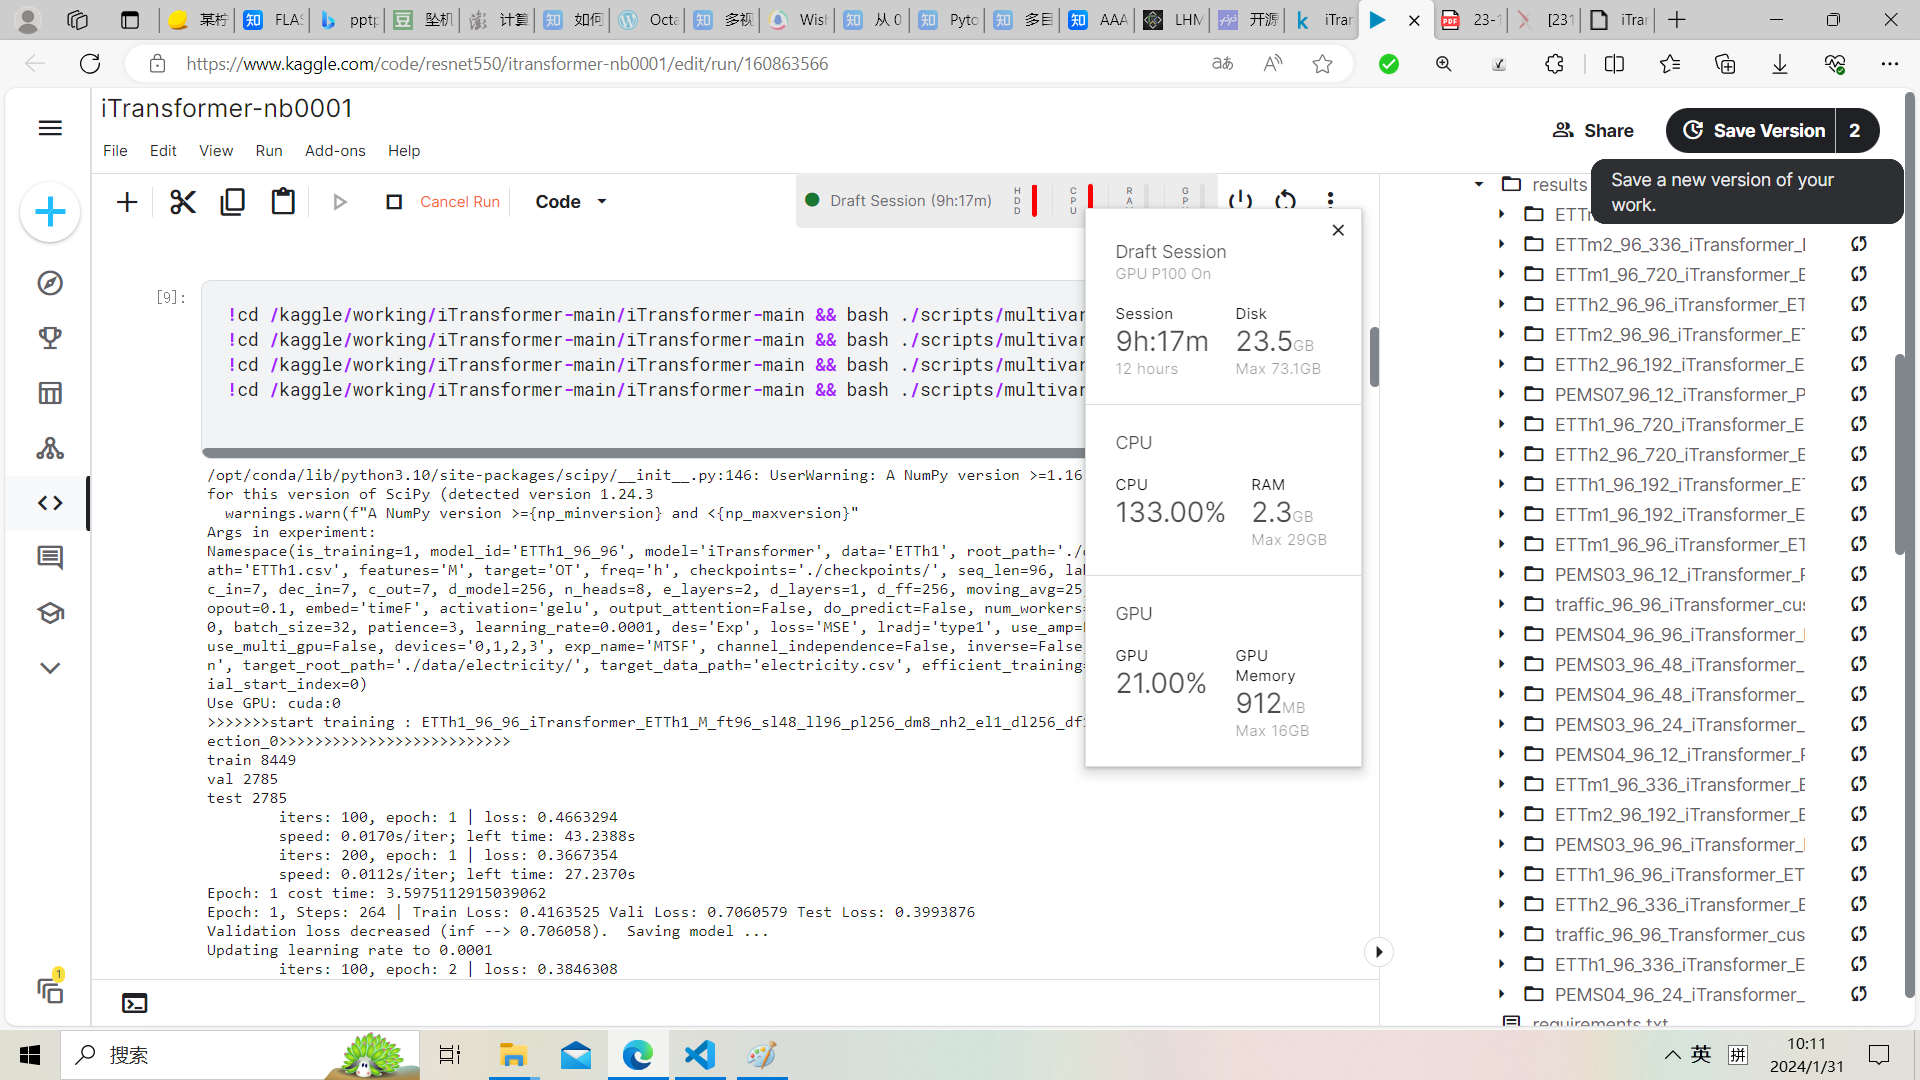 某柠
FLAS
pptp
坠机
计算
如何
Octa
多视
Wish
从 0
Pyto
多目
AAA
LHM
开源
iTran
23-1
[231
iTran
https://www.kaggle.com/code/resnet550/itransformer-nb0001/edit/run/160863566
iTransformer-nb0001
File Edit View Run Add-ons Help
Share
Save Version 2
Save a new version of your
work.
Cancel Run
Code
Draft Session (9h:17m)
HDD
CPU
Draft Session
GPU P100 On
Session Disk
9h:17m 23.5GB
12 hours Max 73.1GB
CPU
CPU RAM
133.00% 2.3GB
Max 29GB
GPU
GPU GPU
Memory
21.00% 912MB
Max 16GB
[9]:
!cd /kaggle/working/iTransformer-main/iTransformer-main && bash ./scripts/multivar
!cd /kaggle/working/iTransformer-main/iTransformer-main && bash ./scripts/multivar
!cd /kaggle/working/iTransformer-main/iTransformer-main && bash ./scripts/multivar
!cd /kaggle/working/iTransformer-main/iTransformer-main && bash ./scripts/multivar
/opt/conda/lib/python3.10/site-packages/scipy/__init__.py:146: UserWarning: A NumPy version >=1.16
for this version of SciPy (detected version 1.24.3
warnings.warn(f"A NumPy version >={np_minversion} and <{np_maxversion}"
Args in experiment:
Namespace(is_training=1, model_id='ETTh1_96_96', model='iTransformer', data='ETTh1', root_path='./
ath='ETTh1.csv', features='M', target='OT', freq='h', checkpoints='./checkpoints/', seq_len=96, la
c_in=7, dec_in=7, c_out=7, d_model=256, n_heads=8, e_layers=2, d_layers=1, d_ff=256, moving_avg=25
opout=0.1, embed='timeF', activation='gelu', output_attention=False, do_predict=False, num_workers=
0, batch_size=32, patience=3, learning_rate=0.0001, des='Exp', loss='MSE', lradj='type1', use_amp=
use_multi_gpu=False, devices='0,1,2,3', exp_name='MTSF', channel_independence=False, inverse=False
n', target_root_path='./data/electricity/', target_data_path='electricity.csv', efficient_training=
ial_start_index=0)
Use GPU: cuda:0
>>>>>>>start training : ETTh1_96_96_iTransformer_ETTh1_M_ft96_sl48_ll96_pl256_dm8_nh2_el1_dl256_df
ection_0>>>>>>>>>>>>>>>>>>>>>>>>>>
train 8449
val 2785
test 2785
iters: 100, epoch: 1 | loss: 0.4663294
speed: 0.0170s/iter; left time: 43.2388s
iters: 200, epoch: 1 | loss: 0.3667354
speed: 0.0112s/iter; left time: 27.2370s
Epoch: 1 cost time: 3.5975112915039062
Epoch: 1, Steps: 264 | Train Loss: 0.4163525 Vali Loss: 0.7060579 Test Loss: 0.3993876
Validation loss decreased (inf --> 0.706058). Saving model ...
Updating learning rate to 0.0001
iters: 100, epoch: 2 | loss: 0.3846308
results
ETTm2_96_336_iTransformer_
ETTm1_96_720_iTransformer_E
ETTh2_96_96_iTransformer_ET
ETTm2_96_96_iTransformer_ET
ETTh2_96_192_iTransformer_E
PEMS07_96_12_iTransformer_P
ETTh1_96_720_iTransformer_E
ETTh2_96_720_iTransformer_E
ETTh1_96_192_iTransformer_ET
ETTm1_96_192_iTransformer_E
ETTm1_96_96_iTransformer_ET
PEMS03_96_12_iTransformer_P
traffic_96_96_iTransformer_cus
PEMS04_96_96_iTransformer_
PEMS03_96_48_iTransformer_
PEMS04_96_48_iTransformer_
PEMS03_96_24_iTransformer_
PEMS04_96_12_iTransformer_P
ETTm1_96_336_iTransformer_E
ETTm2_96_192_iTransformer_E
PEMS03_96_96_iTransformer_
ETTh1_96_96_iTransformer_ET
ETTh2_96_336_iTransformer_E
traffic_96_96_Transformer_cus
ETTh1_96_336_iTransformer_E
PEMS04_96_24_iTransformer_
requirements.txt
1
搜索
英
拼
10:11
2024/1/31